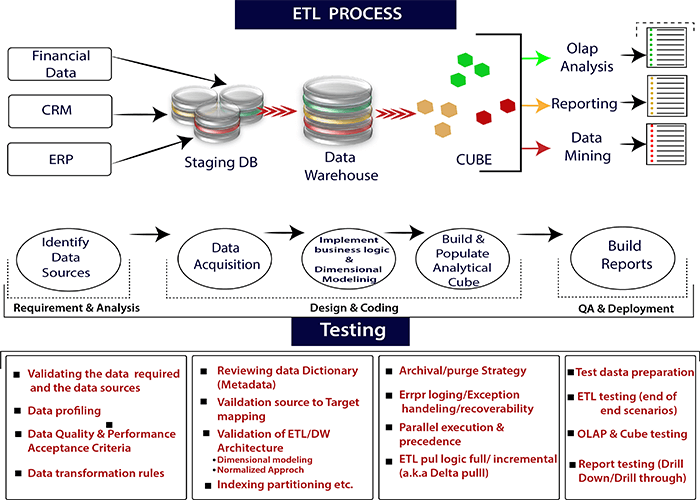 ETL PROCESS
Financial
Data
CRM
ERP
Staging DB
Data
Warehouse
CUBE
Olap
Analysis
Reporting
Data
Mining
Identify
Data
Sources
Data
Acquisition
Implement
business logic
& Dimensional
Modelinig
Build &
Populate
Analytical
Cube
Build
Reports
Requirement & Analysis
Design & Coding
QA & Deployment
Testing
Validating the data required
and the data sources
Data profiling
Data Quality & Performance
Acceptance Criteria
Data transformation rules
Reviewing data Dictionary
(Metadata)
Vaildation source to Target
mapping
Validation of ETL/DW
Architecture
• Dimensional modeling
• Normalized Approch
Indexing partitioning etc.
Archival/purge Strategy
Errpr loging/Exception
handeling/recoverability
Parallel execution &
precedence
ETL pul logic full/ incremental
(a.k.a Delta pulll)
Test dasta preparation
ETL testing (end of
end scenarios)
OLAP & Cube testing
Report testing (Drill
Down/Drill through)